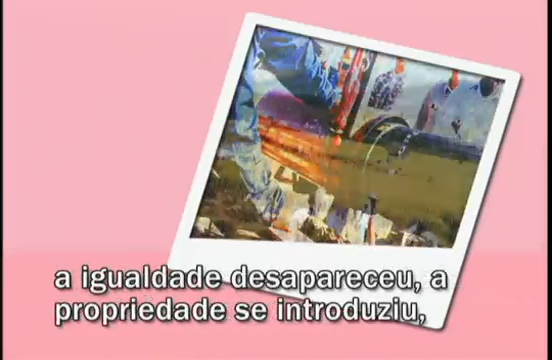 a igualdade desapareceu, a
propriedade se introduziu,